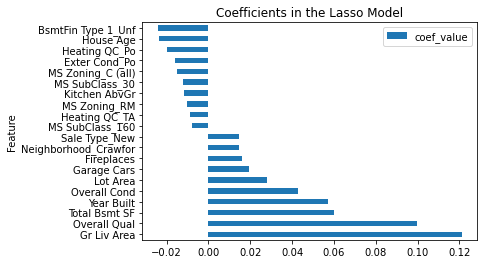 Coefficients in the Lasso Model
coef_value
Feature
BsmtFin Type 1_Unf
House Age
Heating QC_Po
Exter Cond_Po
MS Zoning_C (all)
MS SubClass_30
Kitchen AbvGr
MS Zoning_RM
Heating QC_TA
MS SubClass_160
Sale Type_New
Neighborhood_Crawfor
Fireplaces
Garage Cars
Lot Area
Overall Cond
Year Built
Total Bsmt SF
Overall Qual
Gr Liv Area
−0.02 0.00 0.02 0.04 0.06 0.08 0.10 0.12